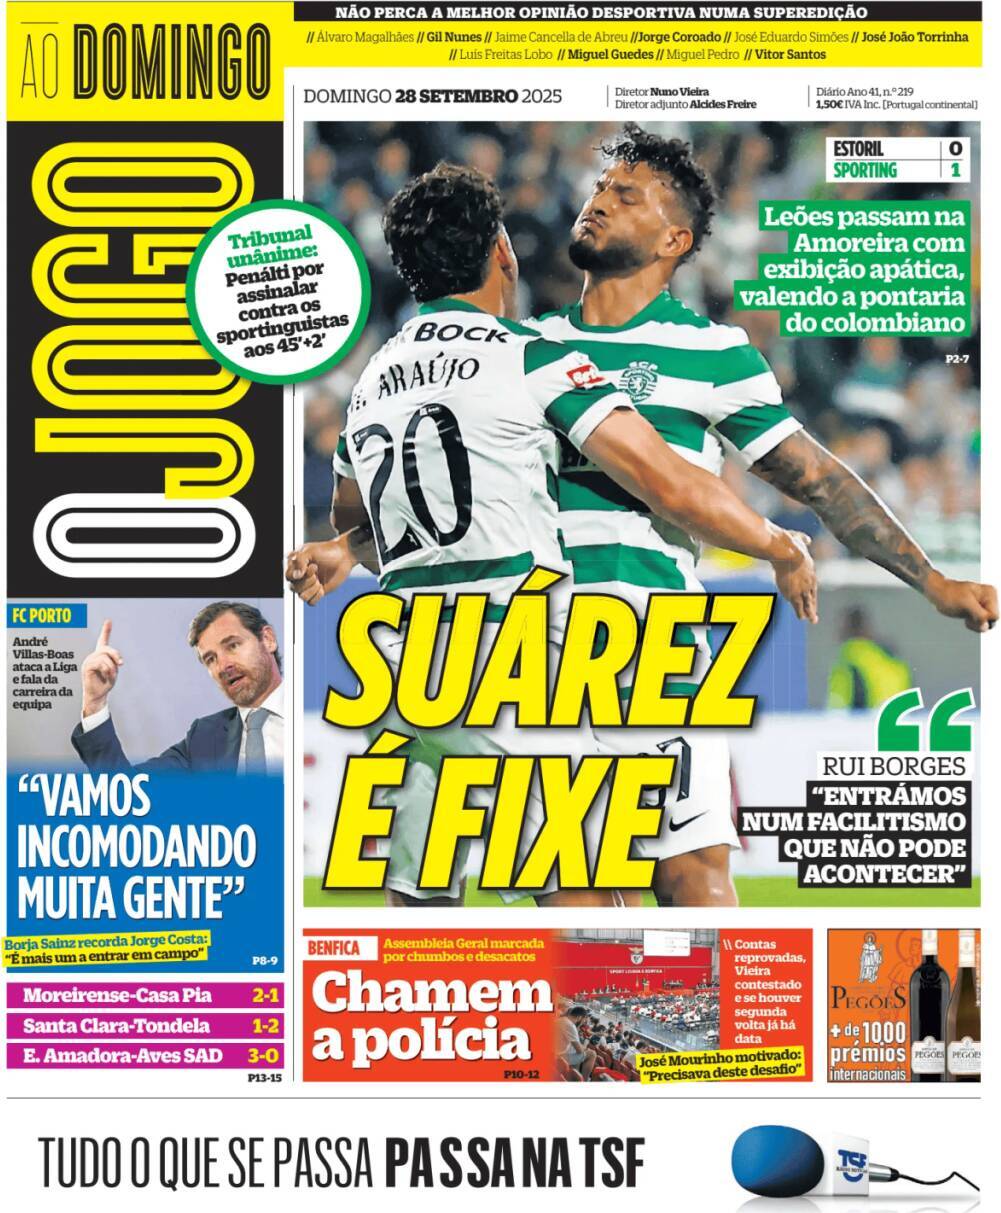 AO DOMINGO
NÃO PERCA A MELHOR OPINIÃO DESPORTIVA NUMA SUPEREDIÇÃO
// Álvaro Magalhães // Gil Nunes // Jaime Cancella de Abreu //Jorge Coroado // José Eduardo Simões // José João Torrinha
// Luís Freitas Lobo // Miguel Guedes // Miguel Pedro // Vitor Santos
DOMINGO 28 SETEMBRO 2025
Diretor Nuno Vieira
Diretor adjunto Alcides Freire
Diário Ano 41, n.º 219
1,50€ IVA Inc. [Portugal continental]
O JOGO
Tribunal
unânime:
Penálti por
assinalar
contra os
sportinguistas
aos 45'+2'
ESTORIL 0
SPORTING 1
Leões passam na
Amoreira com
exibição apática,
valendo a pontaria
do colombiano
P2-7
BOCK
ARAÚJO
20
SUÁREZ
É FIXE
RUI BORGES
“ENTRÁMOS
NUM FACILITISMO
QUE NÃO PODE
ACONTECER”
FC PORTO
André
Villas-Boas
ataca a Liga
e fala da
carreira da
equipa
“VAMOS
INCOMODANDO
MUITA GENTE”
Borja Sainz recorda Jorge Costa:
“É mais um a entrar em campo”
P8-9
Moreirense-Casa Pia 2-1
Santa Clara-Tondela 1-2
E. Amadora-Aves SAD 3-0
P13-15
BENFICA
Assembleia Geral marcada
por chumbos e desacatos
Chamem
a polícia
P10-12
\\ Contas
reprovadas,
Vieira
contestado
e se houver
segunda
volta já há
data
José Mourinho motivado:
“Precisava deste desafio”
PEGÕES
+ de 1000
prémios
internacionais
PEGÕES
PEGÕES
TUDO O QUE SE PASSA PASSA NA TSF
TSF
RÁDIO NOTÍCIAS